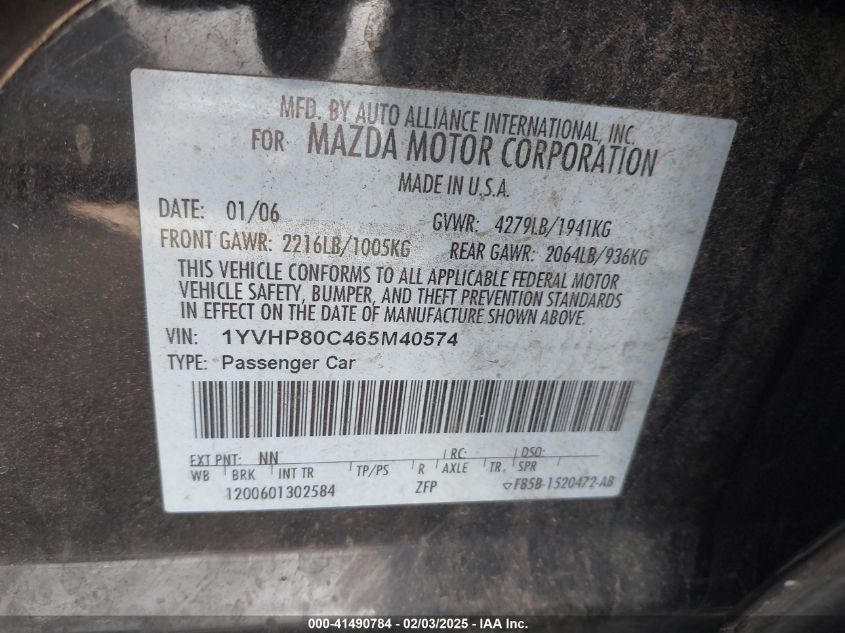 MFD. BY AUTO ALLIANCE INTERNATIONAL, INC.
FOR MAZDA MOTOR CORPORATION
MADE IN U.S.A.
DATE: 01/06 GVWR: 4279LB/1941KG
FRONT GAWR: 2216LB/1005KG REAR GAWR: 2064LB/936KG
THIS VEHICLE CONFORMS TO ALL APPLICABLE FEDERAL MOTOR
VEHICLE SAFETY, BUMPER, AND THEFT PREVENTION STANDARDS
IN EFFECT ON THE DATE OF MANUFACTURE SHOWN ABOVE.
VIN: 1YVHP80C465M40574
TYPE: Passenger Car
EXT PNT: NN RC: DSO:
WB BRK INT TR TP/PS R AXLE TR. SPR
1200601302584 ZFP F85B-1520472-AB
000-41490784 - 02/03/2025 - IAA Inc.